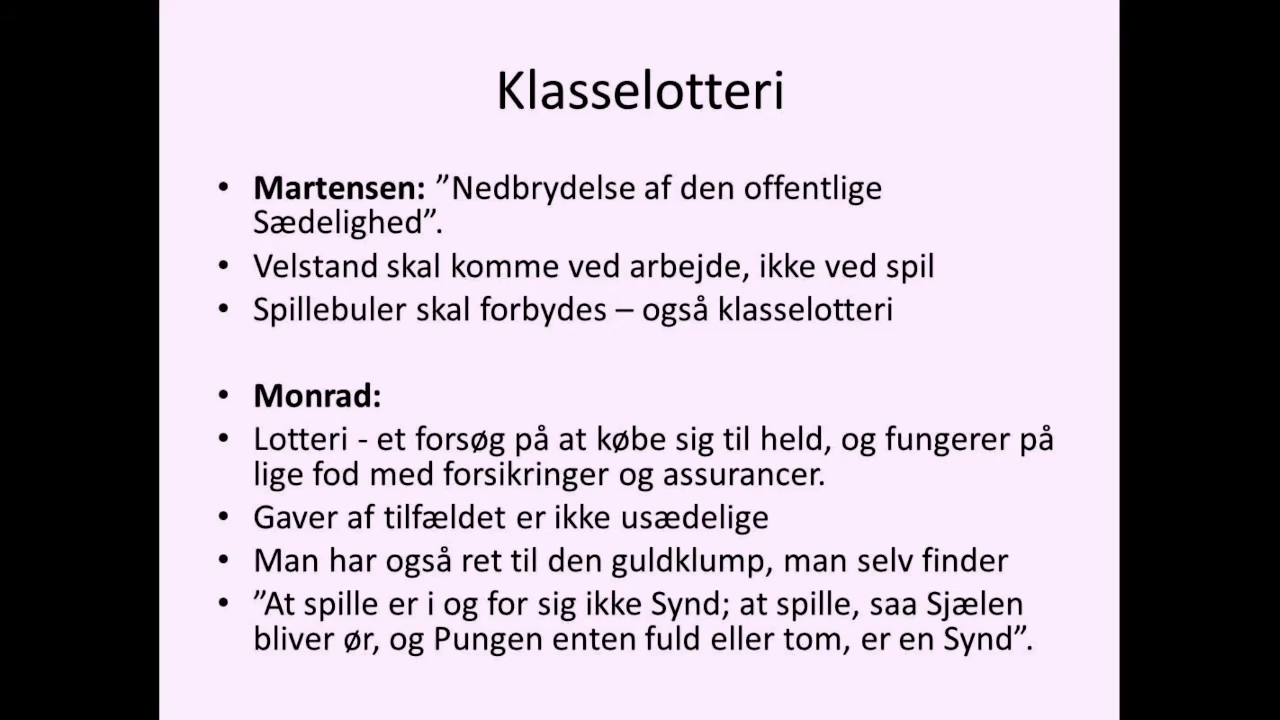 Klasselotteri
• Martensen: ”Nedbrydelse af den offentlige
Sædelighed”.
• Velstand skal komme ved arbejde, ikke ved spil
• Spillebuler skal forbydes – også klasselotteri
• Monrad:
• Lotteri - et forsøg på at købe sig til held, og fungerer på
lige fod med forsikringer og assurancer.
• Gaver af tilfældet er ikke usædelige
• Man har også ret til den guldklump, man selv finder
• ”At spille er i og for sig ikke Synd; at spille, saa Sjælen
bliver ør, og Pungen enten fuld eller tom, er en Synd”.